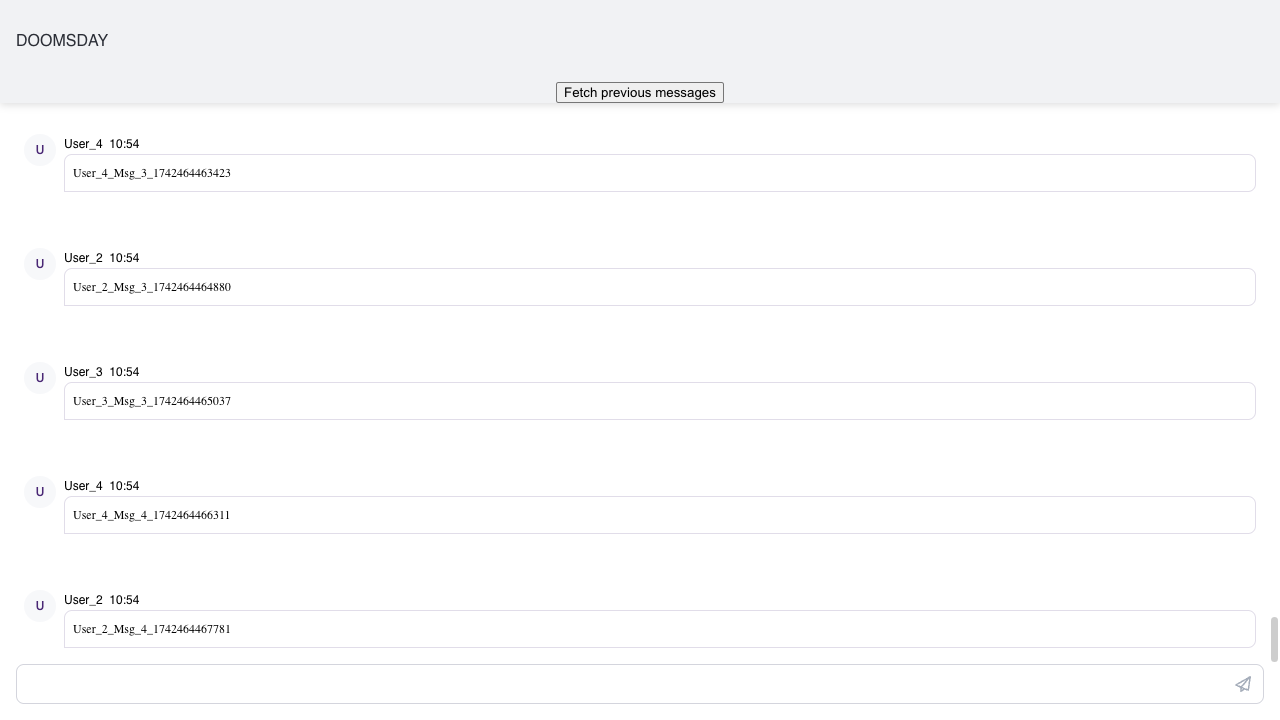 DOOMSDAY
Fetch previous messages
U
User_4 10:54
User_4_Msg_3_1742464463423
U
User_2 10:54
User_2_Msg_3_1742464464880
U
User_3 10:54
User_3_Msg_3_1742464465037
U
User_4 10:54
User_4_Msg_4_1742464466311
U
User_2 10:54
User_2_Msg_4_1742464467781